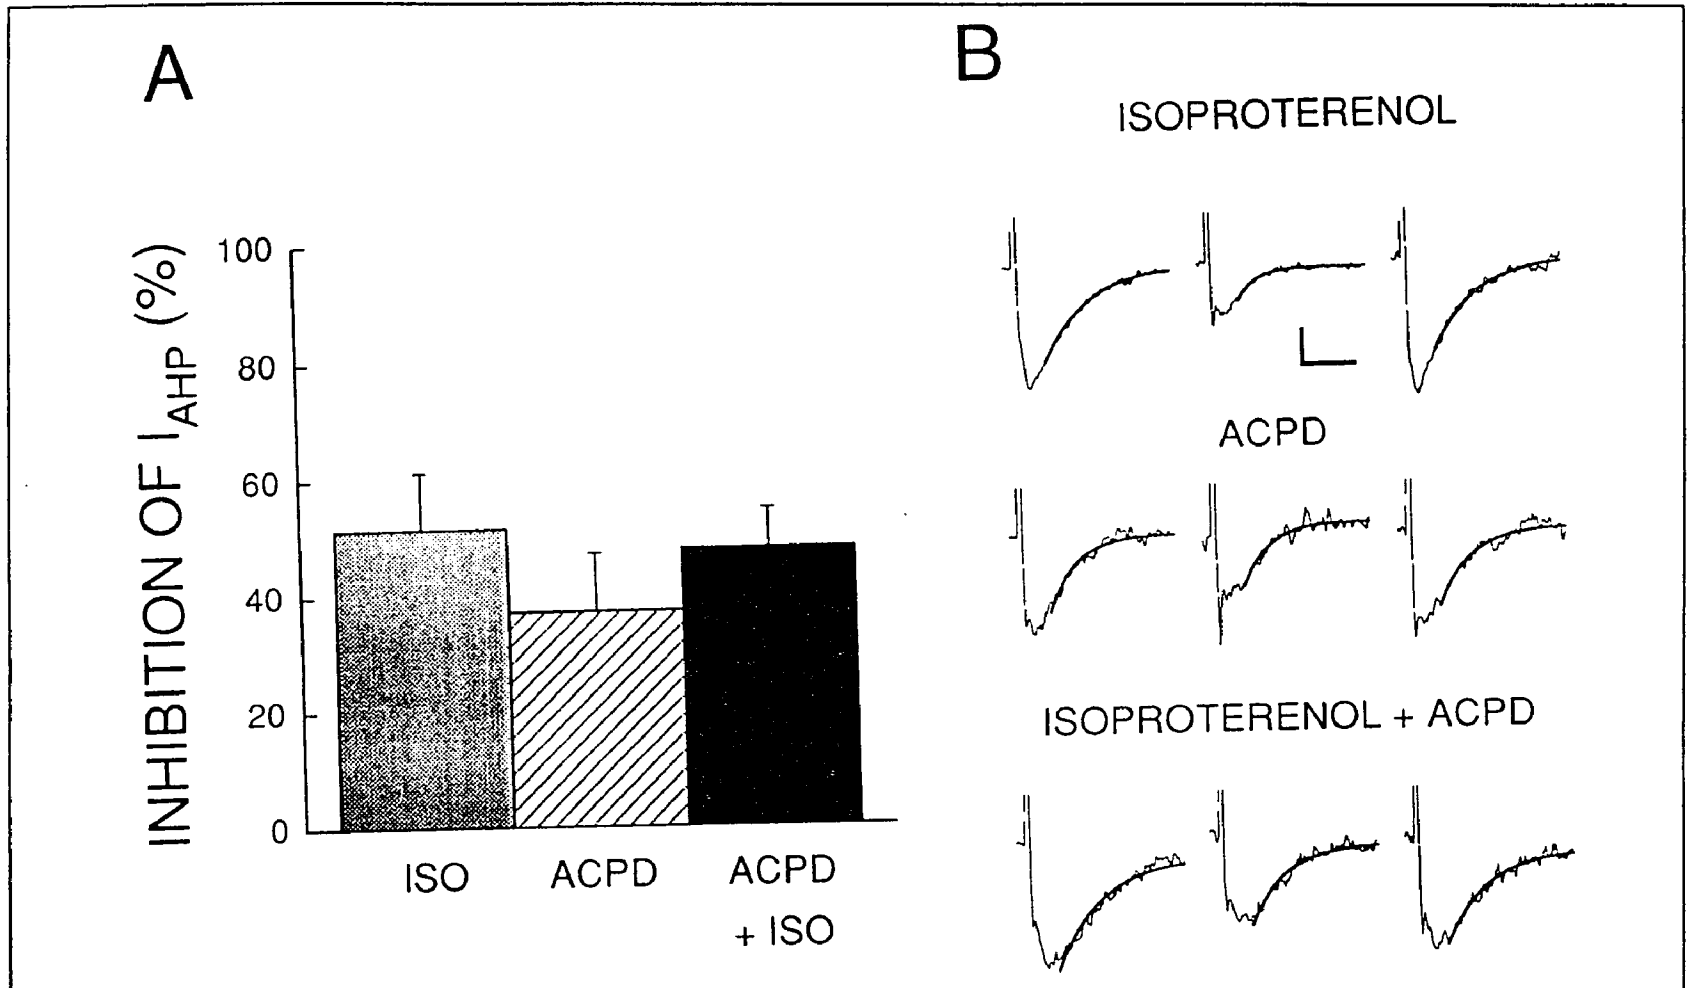 A
INHIBITION OF I_AHP (%)
100
80
60
40
20
0
ISO
ACPD
ACPD
+ ISO
B
ISOPROTERENOL
ACPD
ISOPROTERENOL + ACPD